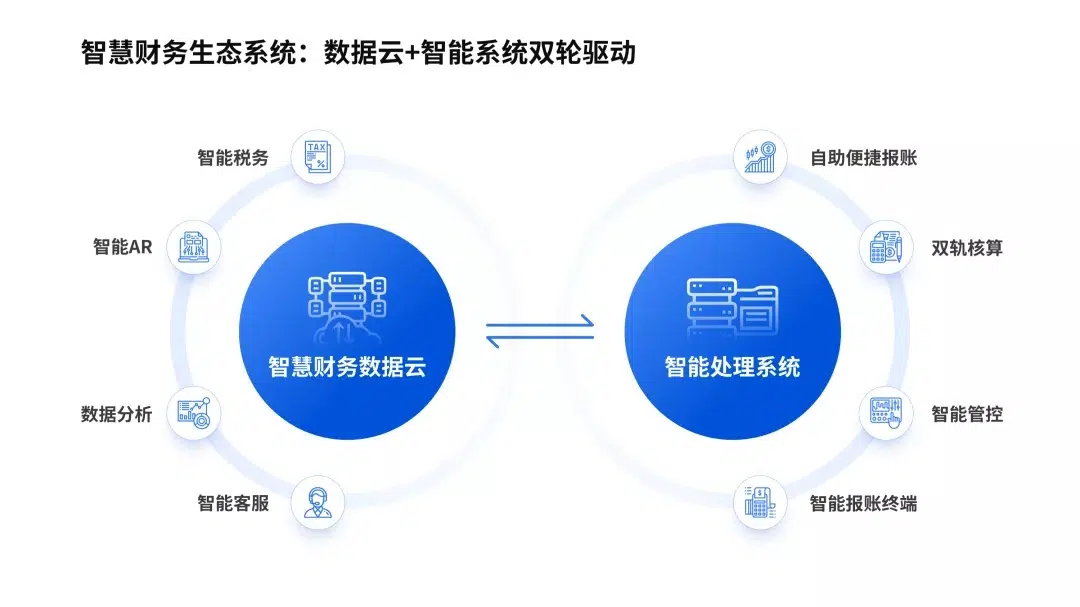 智慧财务生态系统：数据云+智能系统双轮驱动
智能税务
TAX
%
智能AR
数据分析
智能客服
智慧财务数据云
智能处理系统
自助便捷报账
双轨核算
智能管控
智能报账终端